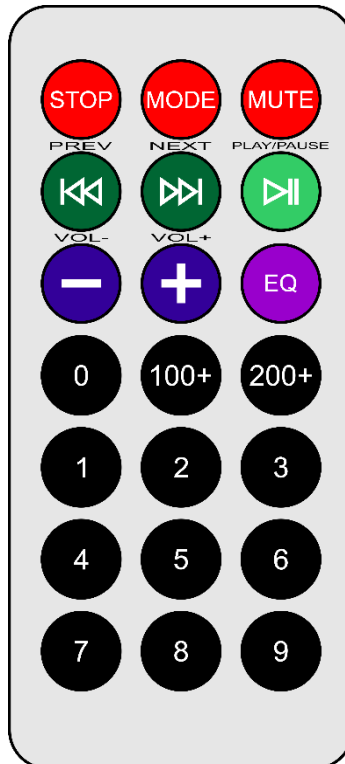 STOP MODE MUTE
PREV NEXT PLAY/PAUSE
VOL- VOL+
EQ
0 100+ 200+
1 2 3
4 5 6
7 8 9